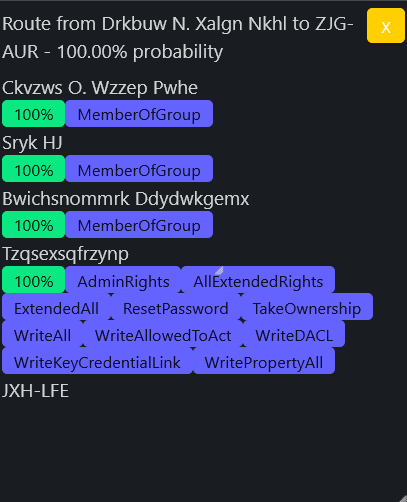 Route from Drkbuw N. Xalgn Nkhl to ZJG-
AUR - 100.00% probability
x
Ckvzws O. Wzzep Pwhe
100% MemberOfGroup
Sryk HJ
100% MemberOfGroup
Bwichsnommrk Ddydwkgemx
100% MemberOfGroup
Tzqsexsqfrzynp
100% AdminRights AllExtendedRights
ExtendedAll ResetPassword TakeOwnership
WriteAll WriteAllowedToAct WriteDACL
WriteKeyCredentialLink WritePropertyAll
JXH-LFE